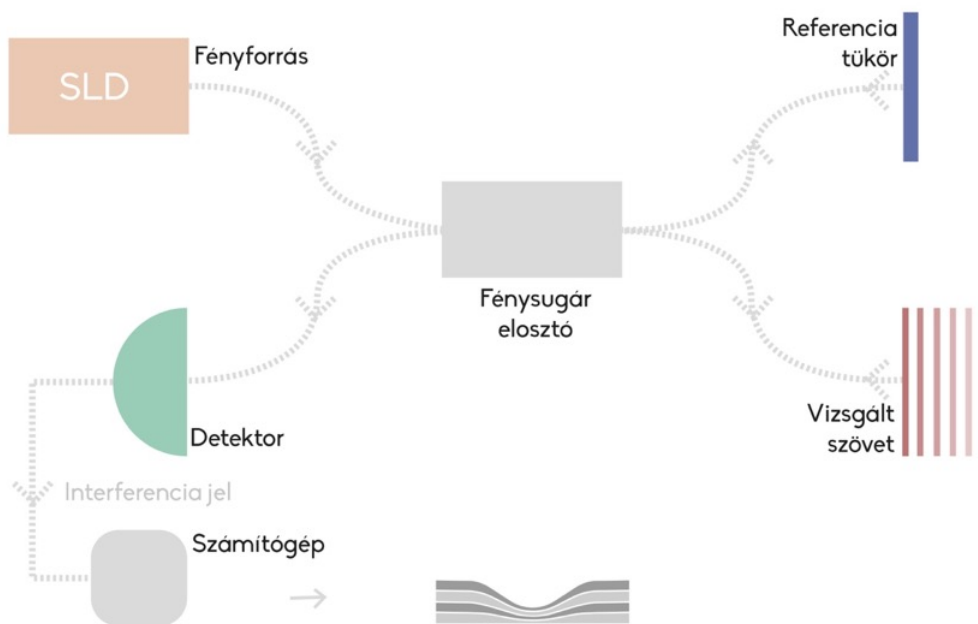 SLD
Fényforrás
Referencia
tükör
Fénysugár
elosztó
Detektor
Vizsgált
szövet
Interferencia jel
Számítógép